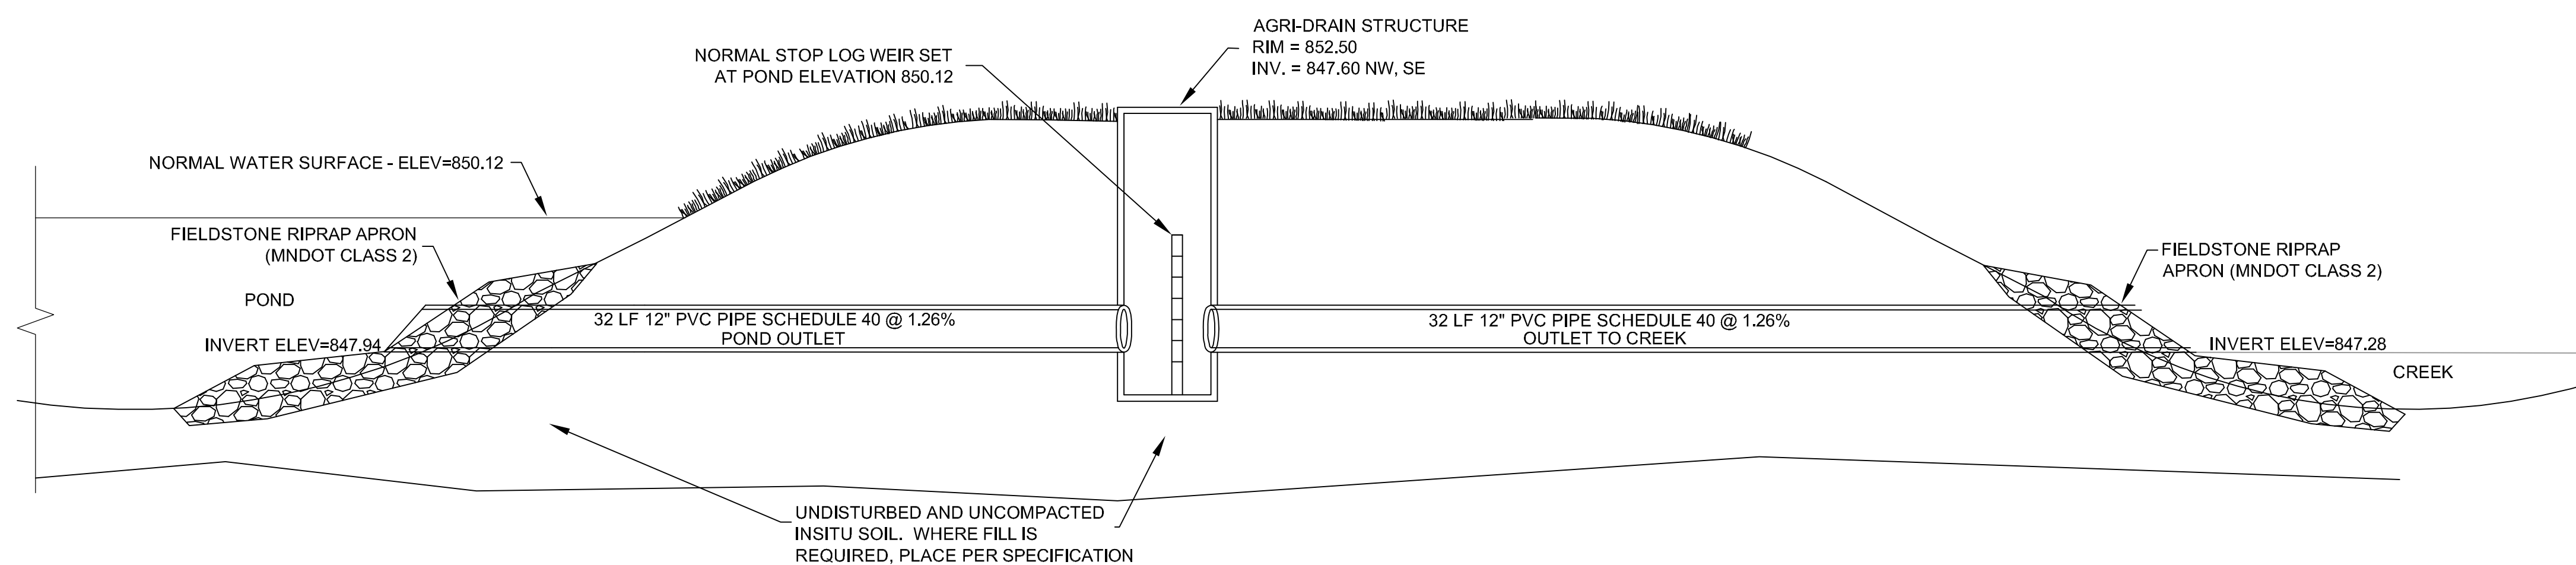 AGRI-DRAIN STRUCTURE
RIM = 852.50
INV. = 847.60 NW, SE
NORMAL STOP LOG WEIR SET
AT POND ELEVATION 850.12
NORMAL WATER SURFACE - ELEV=850.12
FIELDSTONE RIPRAP APRON
(MNDOT CLASS 2)
FIELDSTONE RIPRAP
APRON (MNDOT CLASS 2)
POND
32 LF 12" PVC PIPE SCHEDULE 40 @ 1.26%
POND OUTLET
32 LF 12" PVC PIPE SCHEDULE 40 @ 1.26%
OUTLET TO CREEK
INVERT ELEV=847.94
INVERT ELEV=847.28
CREEK
UNDISTURBED AND UNCOMPACTED
INSITU SOIL. WHERE FILL IS
REQUIRED, PLACE PER SPECIFICATION